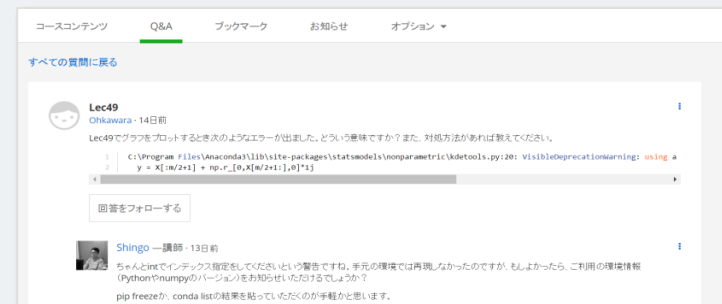 コースコンテンツ Q&A ブックマーク お知らせ オプション
すべての質問に戻る
Lec49
Ohkawara · 14日前
Lec49でグラフをプロットするとき次のようなエラーが出ました。どういう意味ですか？また、対処方法があれば教えてください。
1 C:\Program Files\Anaconda3\lib\site-packages\statsmodels\nonparametric\kdetools.py:20: VisibleDeprecationWarning: using a
2 y = X[:m/2+1] + np.r_[0,X[m/2+1:],0]*1j
回答をフォローする
Shingo —講師 · 13日前
ちゃんとintでインデックス指定をしてくださいという警告ですね。手元の環境では再現しなかったのですが、もしよかったら、ご利用の環境情報
（Pythonやnumpyのバージョン）をお知らせいただけるでしょうか？
pip freezeか、conda listの結果を貼っていただくのが手軽かと思います。